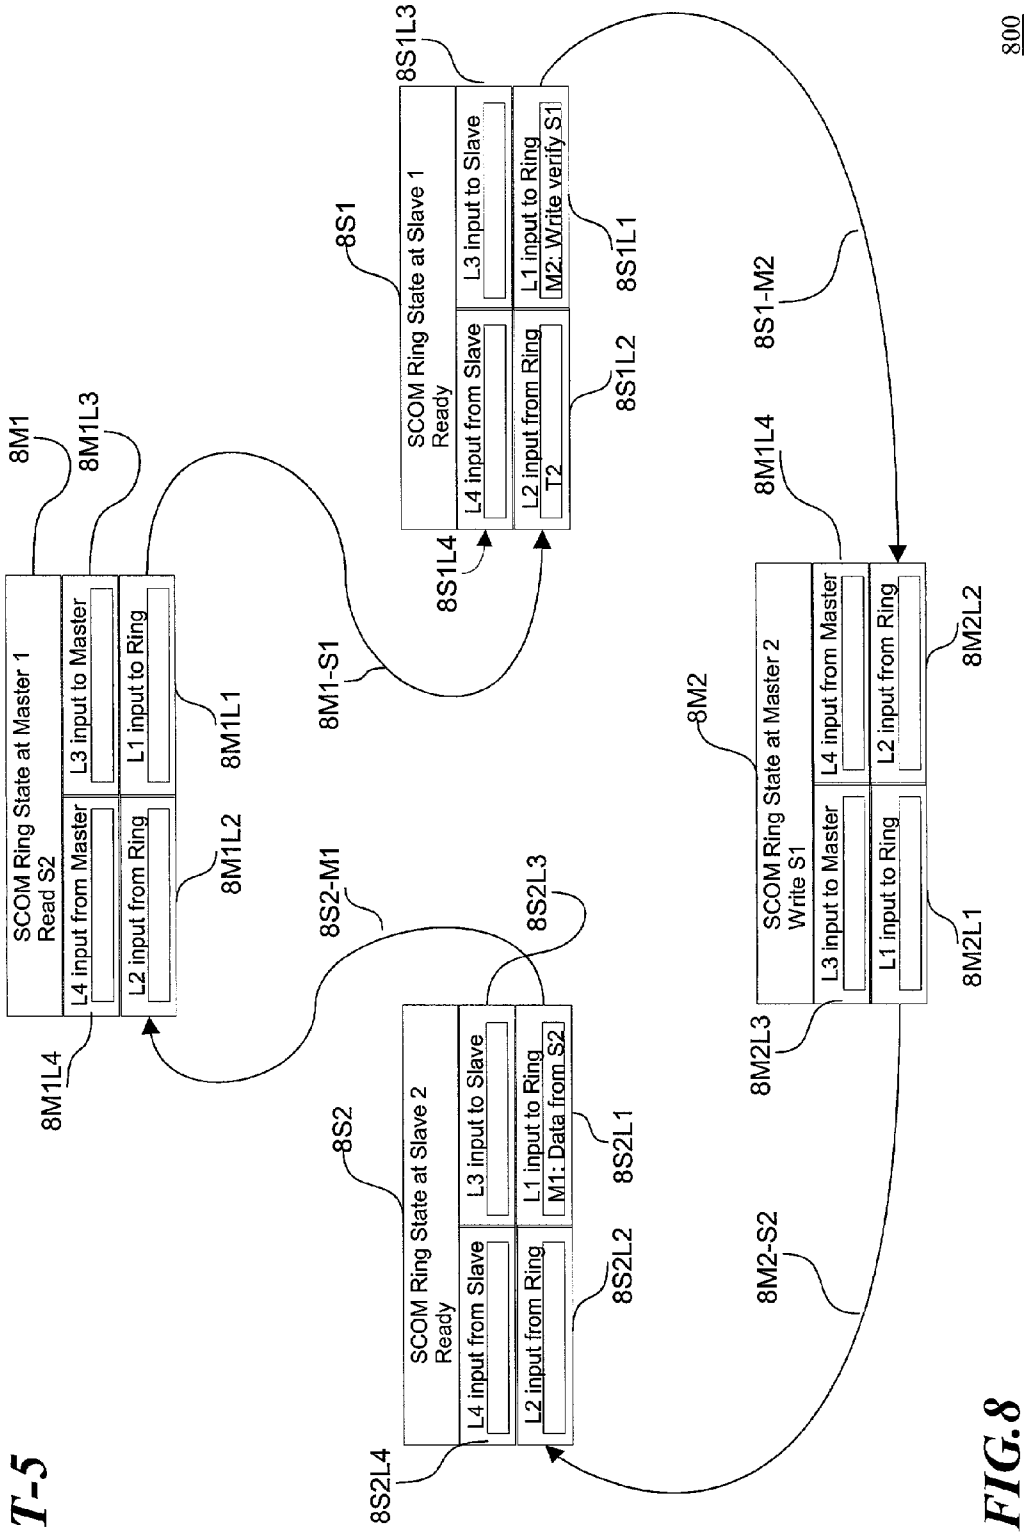 T-5
8M1
SCOM Ring State at Master 1
Read S2
L4 input from Master
L3 input to Master
L2 input from Ring
L1 input to Ring
8M1L4
8M1L3
8M1L2
8M1L1
8S2-M1
8M1-S1
8S2L3
8S2
SCOM Ring State at Slave 2
Ready
L4 input from Slave
L3 input to Slave
L2 input from Ring
L1 input to Ring
M1: Data from S2
8S2L4
8S2L2
8S2L1
8S1
SCOM Ring State at Slave 1
Ready
L4 input from Slave
L3 input to Slave
L2 input from Ring
T2
L1 input to Ring
M2: Write verify S1
8S1L4
8S1L3
8S1L2
8S1L1
8M2-S2
8S1-M2
8M2
SCOM Ring State at Master 2
Write S1
L3 input to Master
L4 input from Master
L1 input to Ring
L2 input from Ring
8M2L3
8M1L4
8M2L1
8M2L2
FIG.8
800